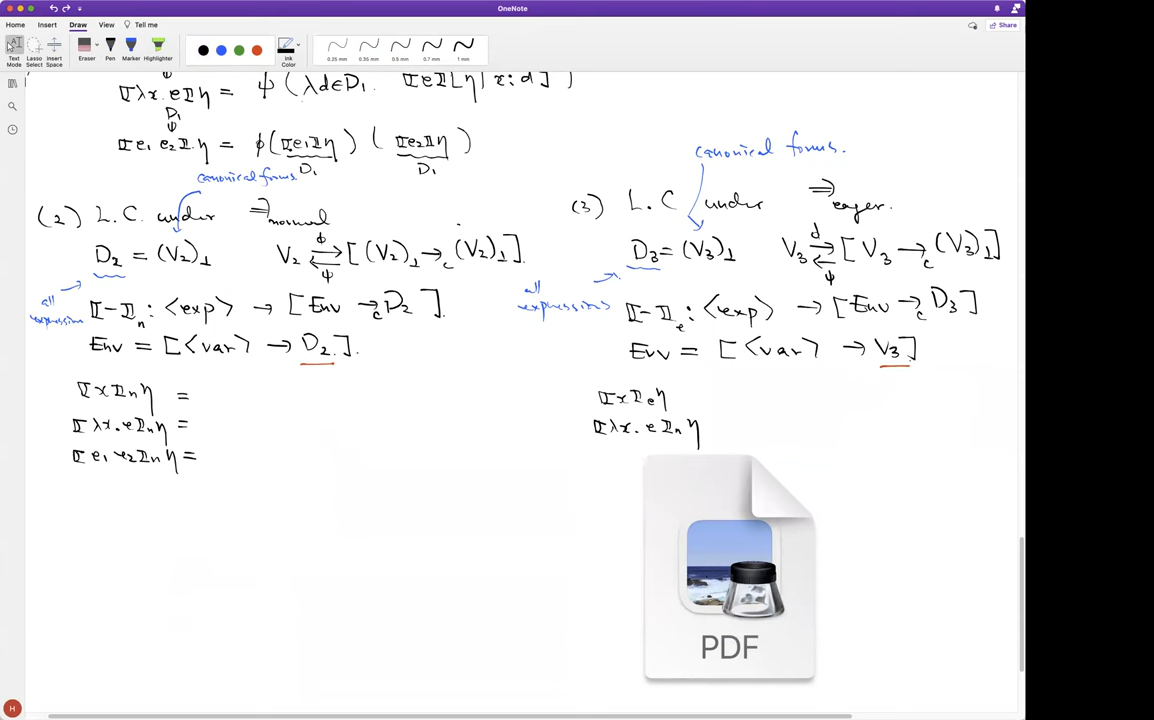 OneNote
Home Insert Draw View Tell me
Share
Text Mode Lasso Select Insert Space Eraser Pen Marker Highlighter Ink Color 0.25 mm 0.35 mm 0.5 mm 0.7 mm 1 mm
⟦λx. e⟧η = ψ( λd∈D₁. ⟦e⟧[η | x: d] )
D₁
ψ
⟦e₁ e₂⟧η = ϕ(⟦e₁⟧η) (⟦e₂⟧η)
D₁ D₁
canonical forms.
(2) L.C. under ⇒normal
D₂ = (V₂)⊥ V₂ ⇄ [(V₂)⊥ →c (V₂)⊥].
ϕ
ψ
all expressions
⟦-⟧n : <exp> → [Env →c D₂].
Env = [<var> → D₂].
⟦x⟧nη =
⟦λx.e⟧nη =
⟦e₁ e₂⟧nη =
canonical forms.
(3) L.C under ⇒eager.
D₃ = (V₃)⊥ V₃ ⇄ [V₃ →c (V₃)⊥]
ϕ
ψ
all expressions
⟦-⟧e : <exp> → [Env →c D₃]
Env = [<var> → V₃]
⟦x⟧eη
⟦λx. e⟧nη
PDF
H